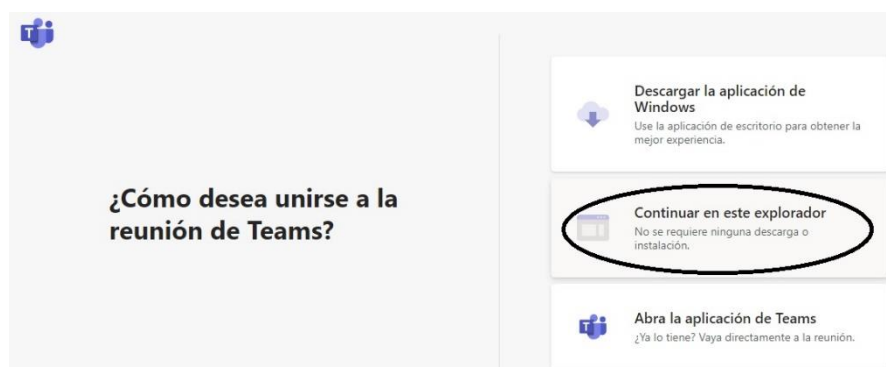 ¿Cómo desea unirse a la
reunión de Teams?
Descargar la aplicación de
Windows
Use la aplicación de escritorio para obtener la
mejor experiencia.
Continuar en este explorador
No se requiere ninguna descarga o
instalación.
Abra la aplicación de Teams
¿Ya lo tiene? Vaya directamente a la reunión.